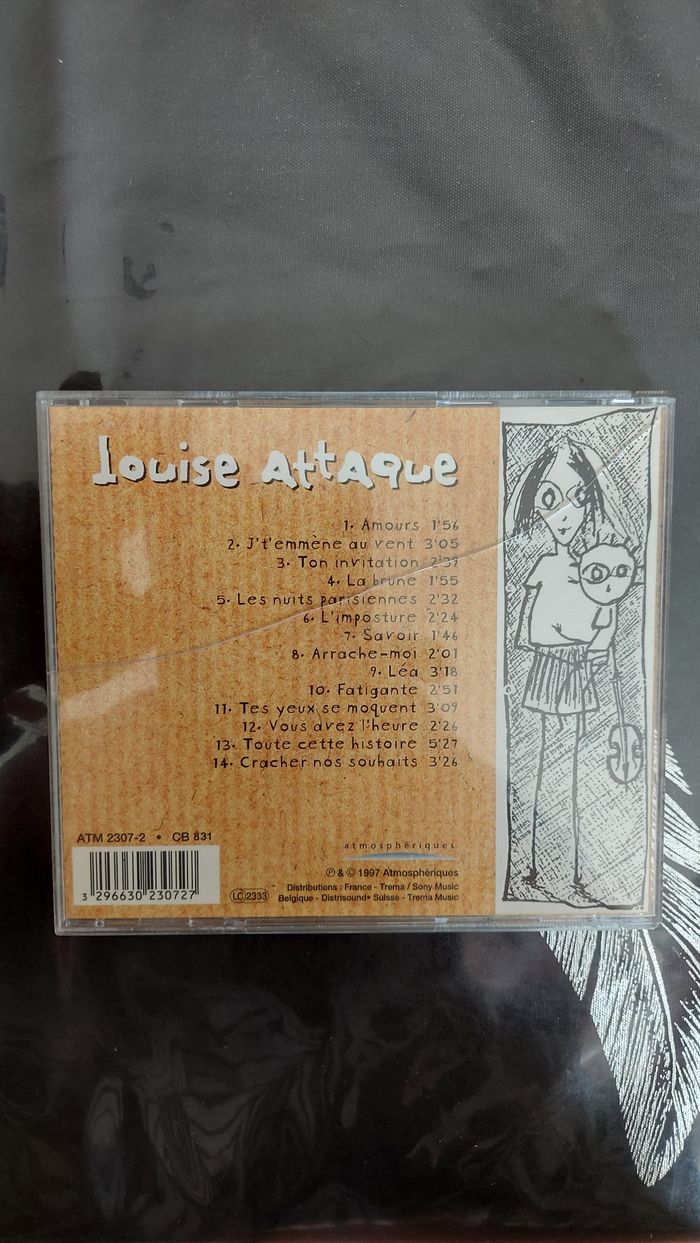 Louise Attaque
1. Amours 1'56
2. J't'emmène au vent 3'05
3. Ton invitation 2'37
4. La brune 1'55
5. Les nuits parisiennes 2'32
6. L'imposture 2'24
7. Savoir 1'46
8. Arrache-moi 2'01
9. Léa 3'18
10. Fatigante 2'51
11. Tes yeux se moquent 3'09
12. Vous avez l'heure 2'26
13. Toute cette histoire 5'27
14. Cracher nos souhaits 3'26
ATM 2307-2 • CB 831
3 296630 230727
LC 2333
atmosphériques
℗ & © 1997 Atmosphériques
Distributions : France - Trema / Sony Music
Belgique - Distrisound• Suisse - Trema Music